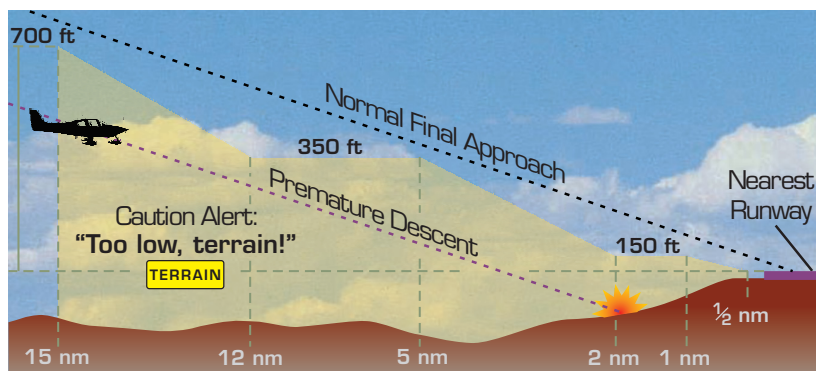 700 ft
Normal Final Approach
350 ft
Premature Descent
Nearest
Runway
Caution Alert:
“Too low, terrain!”
TERRAIN
150 ft
½ nm
15 nm
12 nm
5 nm
2 nm
1 nm